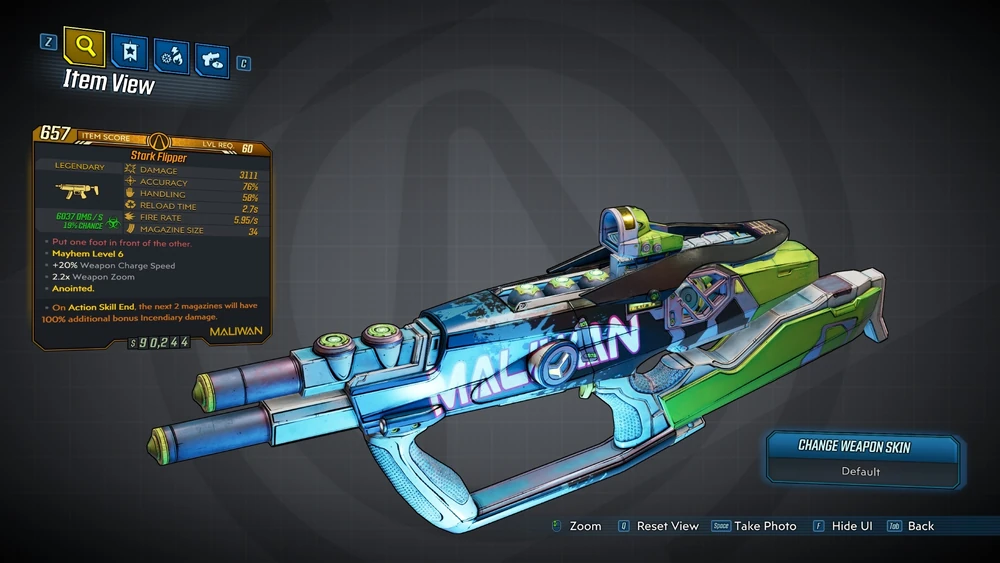 Z
C
Item View
657 ITEM SCORE LVL REQ. 60
Stark Flipper
LEGENDARY
DAMAGE 3111
ACCURACY 76%
HANDLING 58%
RELOAD TIME 2.7s
FIRE RATE 5.95/s
MAGAZINE SIZE 34
6037 DMG/S
19% CHANCE
Put one foot in front of the other.
Mayhem Level 6
+20% Weapon Charge Speed
2.2x Weapon Zoom
Anointed.
On Action Skill End, the next 2 magazines will have
100% additional bonus Incendiary damage.
MALIWAN
$ 90,244
MALIWAN
CHANGE WEAPON SKIN
Default
Zoom
Q Reset View
Space Take Photo
F Hide UI
Tab Back